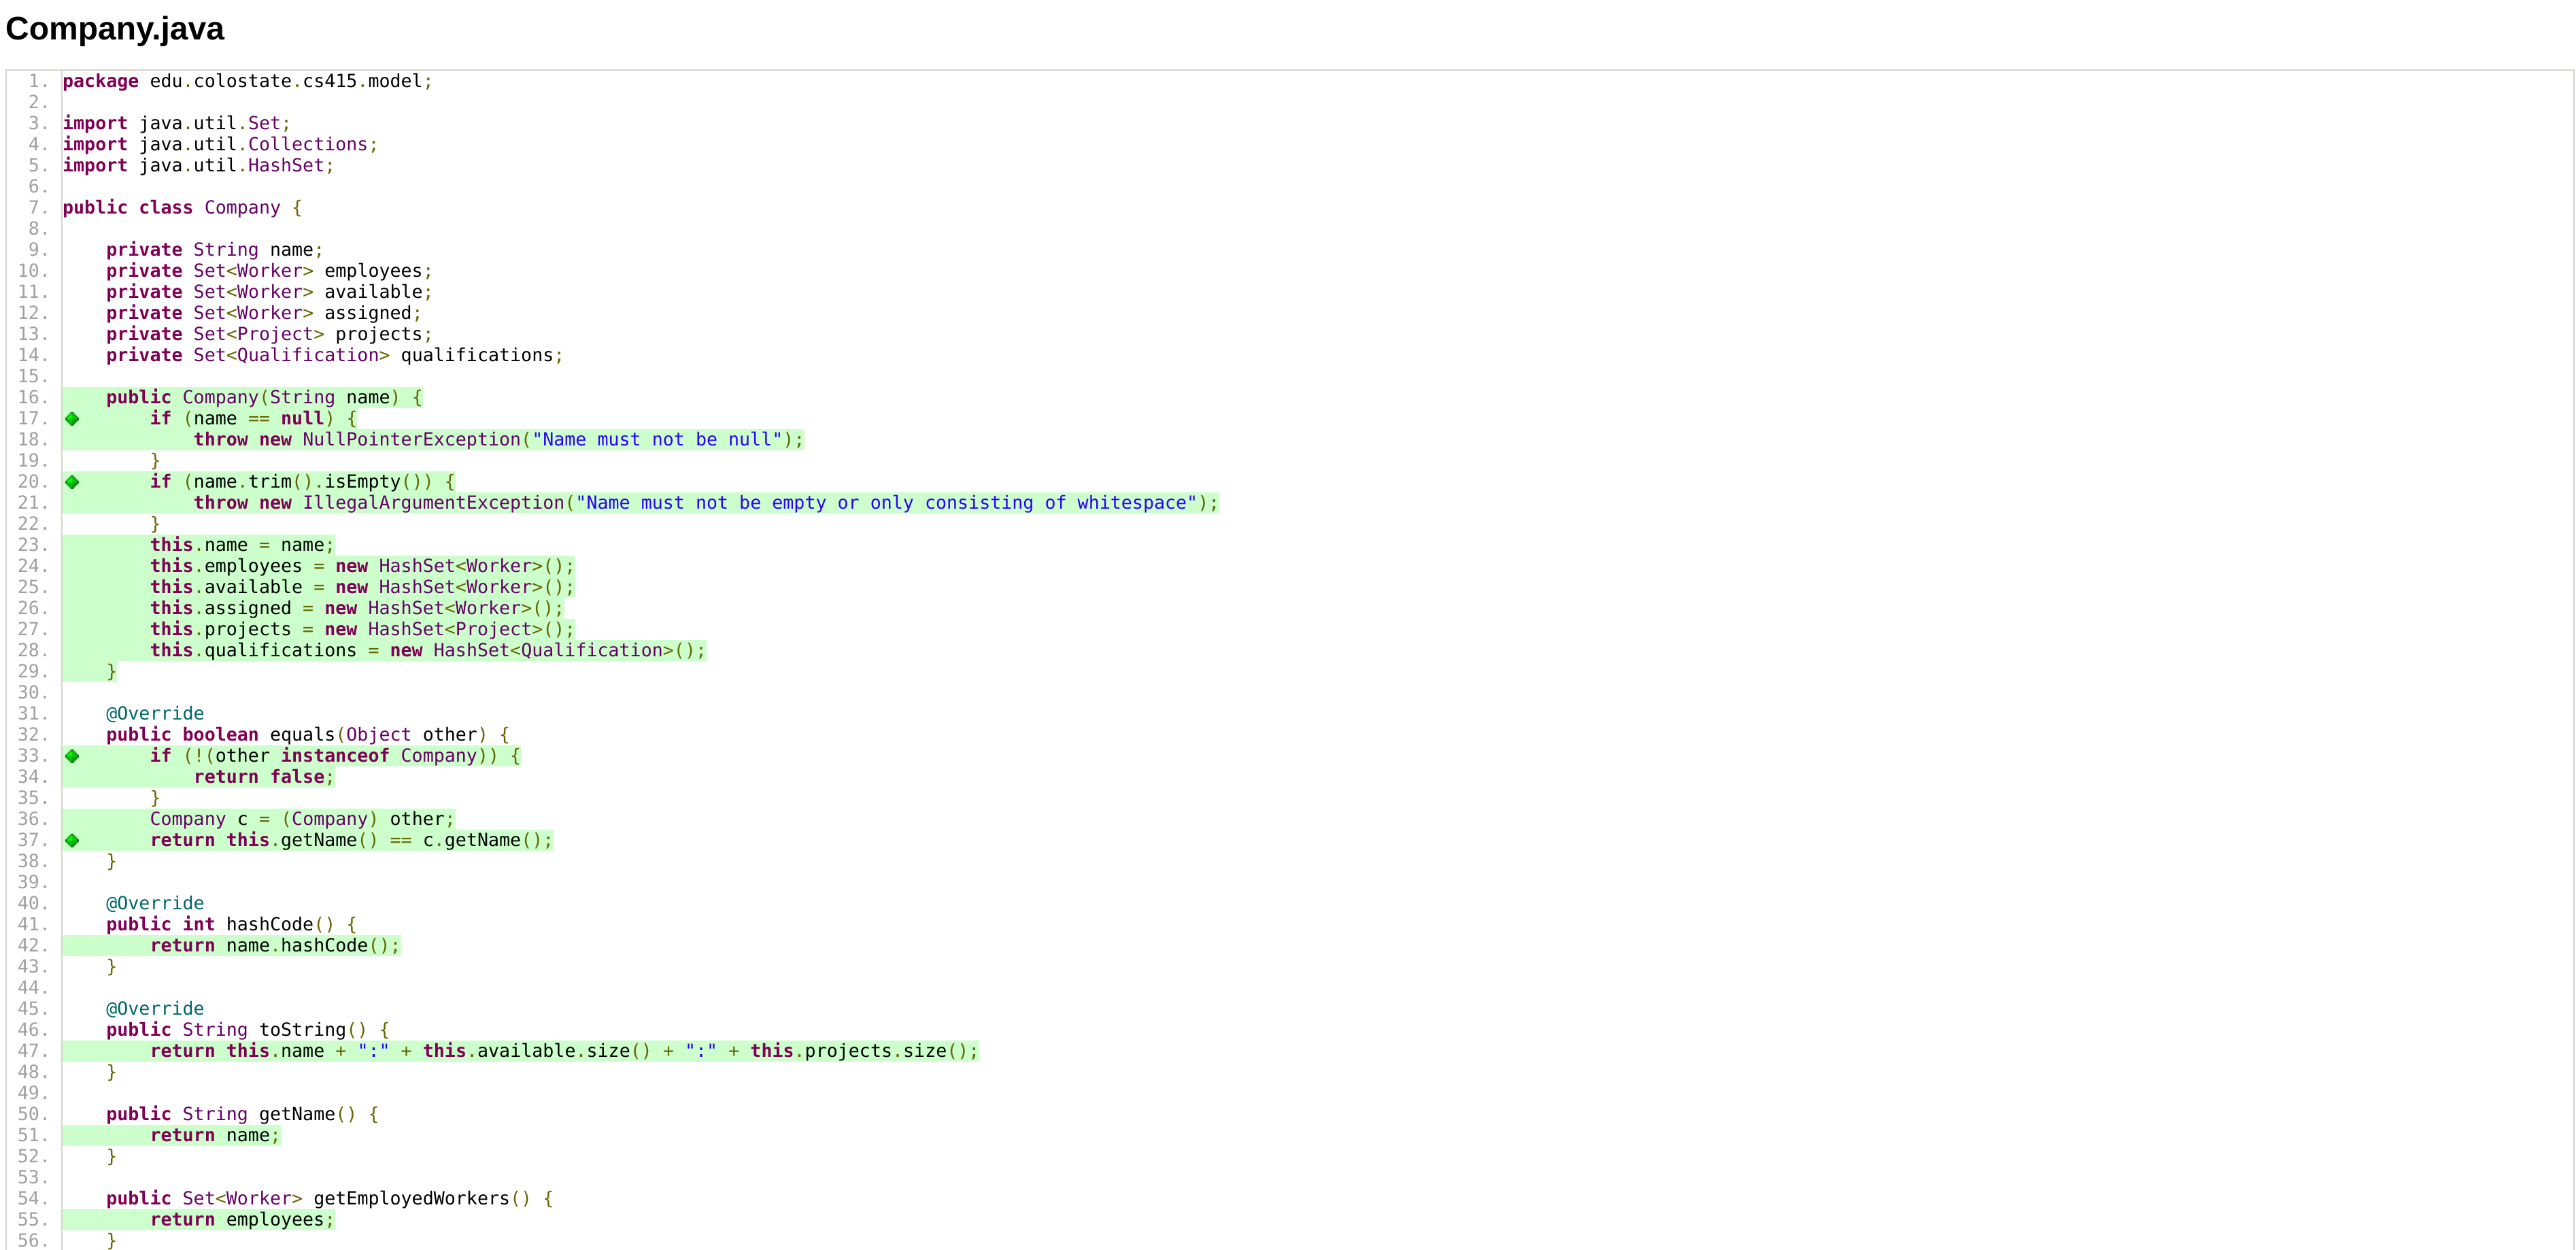 Company.java
1. package edu.colostate.cs415.model;
2.
3. import java.util.Set;
4. import java.util.Collections;
5. import java.util.HashSet;
6.
7. public class Company {
8.
9.     private String name;
10.     private Set<Worker> employees;
11.     private Set<Worker> available;
12.     private Set<Worker> assigned;
13.     private Set<Project> projects;
14.     private Set<Qualification> qualifications;
15.
16.     public Company(String name) {
17.         if (name == null) {
18.             throw new NullPointerException("Name must not be null");
19.         }
20.         if (name.trim().isEmpty()) {
21.             throw new IllegalArgumentException("Name must not be empty or only consisting of whitespace");
22.         }
23.         this.name = name;
24.         this.employees = new HashSet<Worker>();
25.         this.available = new HashSet<Worker>();
26.         this.assigned = new HashSet<Worker>();
27.         this.projects = new HashSet<Project>();
28.         this.qualifications = new HashSet<Qualification>();
29.     }
30.
31.     @Override
32.     public boolean equals(Object other) {
33.         if (!(other instanceof Company)) {
34.             return false;
35.         }
36.         Company c = (Company) other;
37.         return this.getName() == c.getName();
38.     }
39.
40.     @Override
41.     public int hashCode() {
42.         return name.hashCode();
43.     }
44.
45.     @Override
46.     public String toString() {
47.         return this.name + ":" + this.available.size() + ":" + this.projects.size();
48.     }
49.
50.     public String getName() {
51.         return name;
52.     }
53.
54.     public Set<Worker> getEmployedWorkers() {
55.         return employees;
56.     }